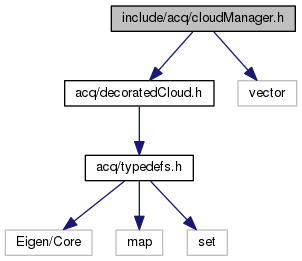 include/acq/cloudManager.h
acq/decoratedCloud.h
vector
acq/typedefs.h
Eigen/Core
map
set